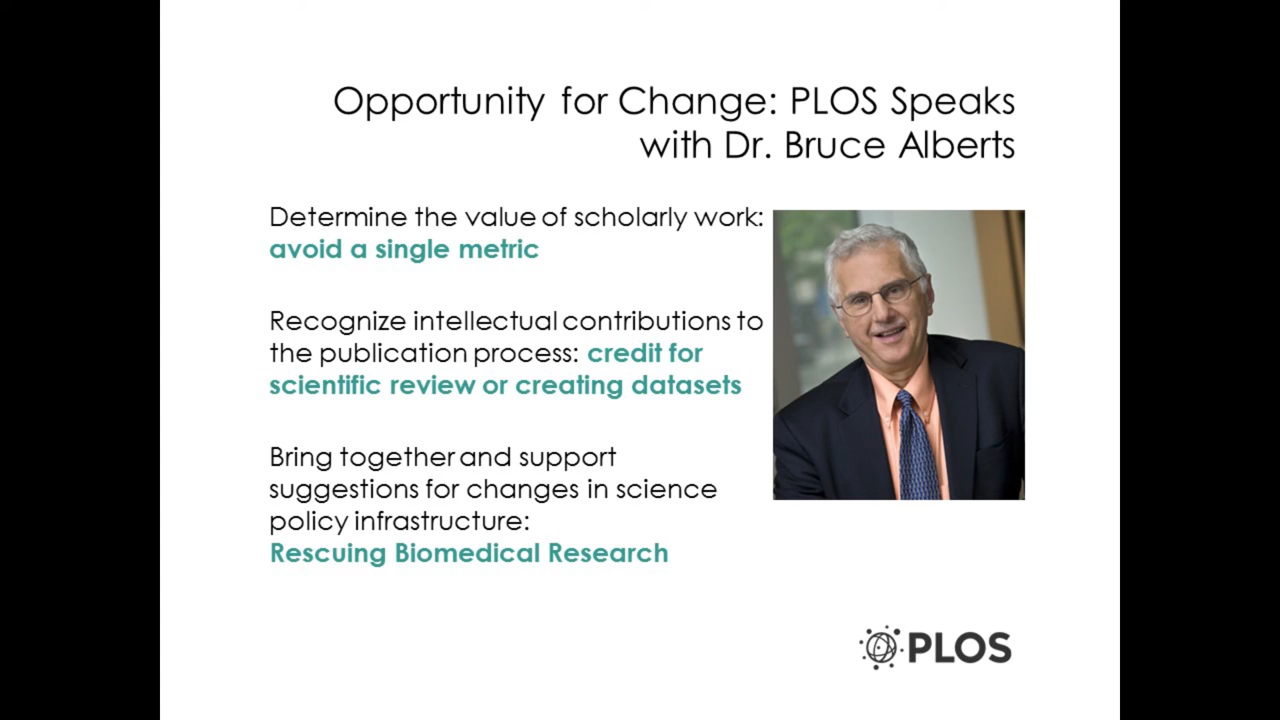 Opportunity for Change: PLOS Speaks
with Dr. Bruce Alberts
Determine the value of scholarly work:
avoid a single metric
Recognize intellectual contributions to
the publication process: credit for
scientific review or creating datasets
Bring together and support
suggestions for changes in science
policy infrastructure:
Rescuing Biomedical Research
PLOS